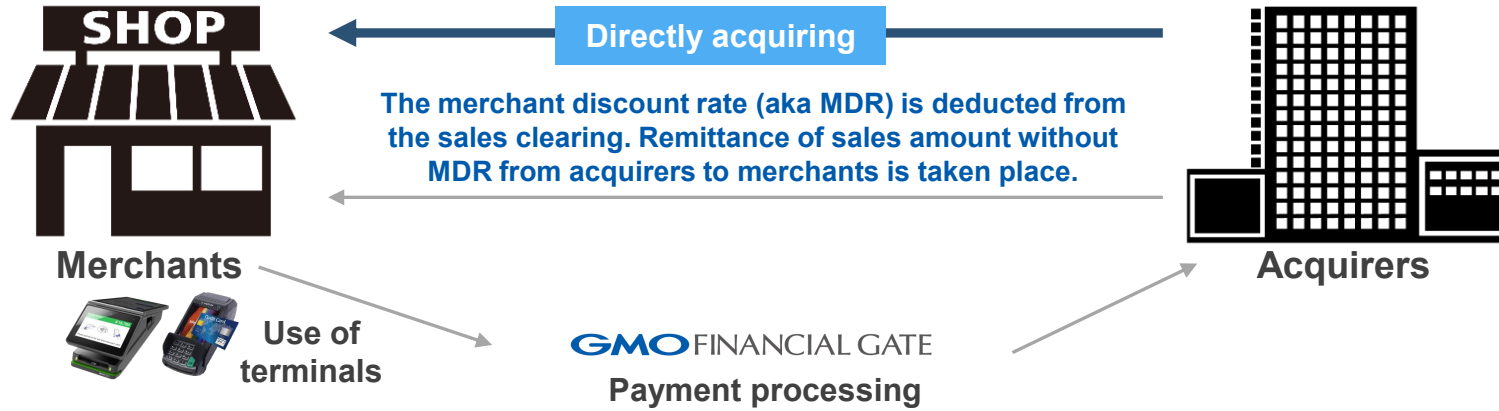 SHOP
Directly acquiring
The merchant discount rate (aka MDR) is deducted from
the sales clearing. Remittance of sales amount without
MDR from acquirers to merchants is taken place.
Merchants
Acquirers
Use of
terminals
GMO FINANCIAL GATE
Payment processing